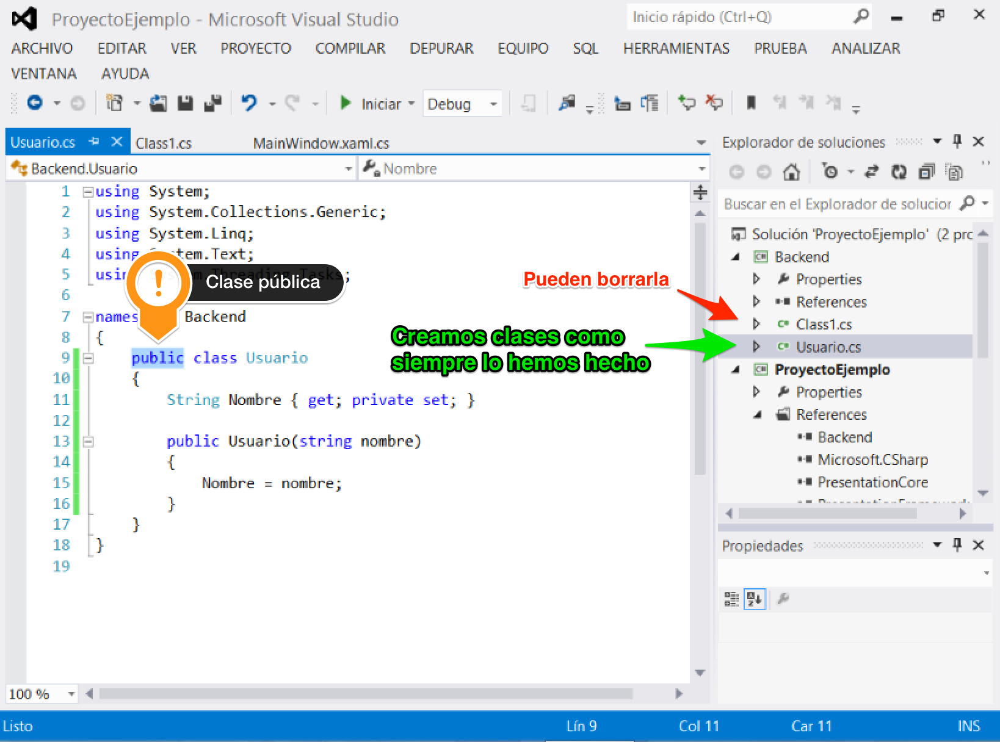 ProyectoEjemplo - Microsoft Visual Studio
Inicio rápido (Ctrl+Q)
ARCHIVO EDITAR VER PROYECTO COMPILAR DEPURAR EQUIPO SQL HERRAMIENTAS PRUEBA ANALIZAR
VENTANA AYUDA
Iniciar Debug
Usuario.cs Class1.cs MainWindow.xaml.cs
Backend.Usuario Nombre
1 using System;
2 using System.Collections.Generic;
3 using System.Linq;
4 using System.Text;
5 using System.Threading.Tasks;
Clase pública
6
7 names Backend
8 {
9 public class Usuario
10 {
11 String Nombre { get; private set; }
12
13 public Usuario(string nombre)
14 {
15 Nombre = nombre;
16 }
17 }
18 }
19
Pueden borrarla
Creamos clases como
siempre lo hemos hecho
Explorador de soluciones
Buscar en el Explorador de solucior
Solución 'ProyectoEjemplo' (2 prc
Backend
Properties
References
Class1.cs
Usuario.cs
ProyectoEjemplo
Properties
References
Backend
Microsoft.CSharp
PresentationCore
Propiedades
100 %
Listo Lín 9 Col 11 Car 11 INS